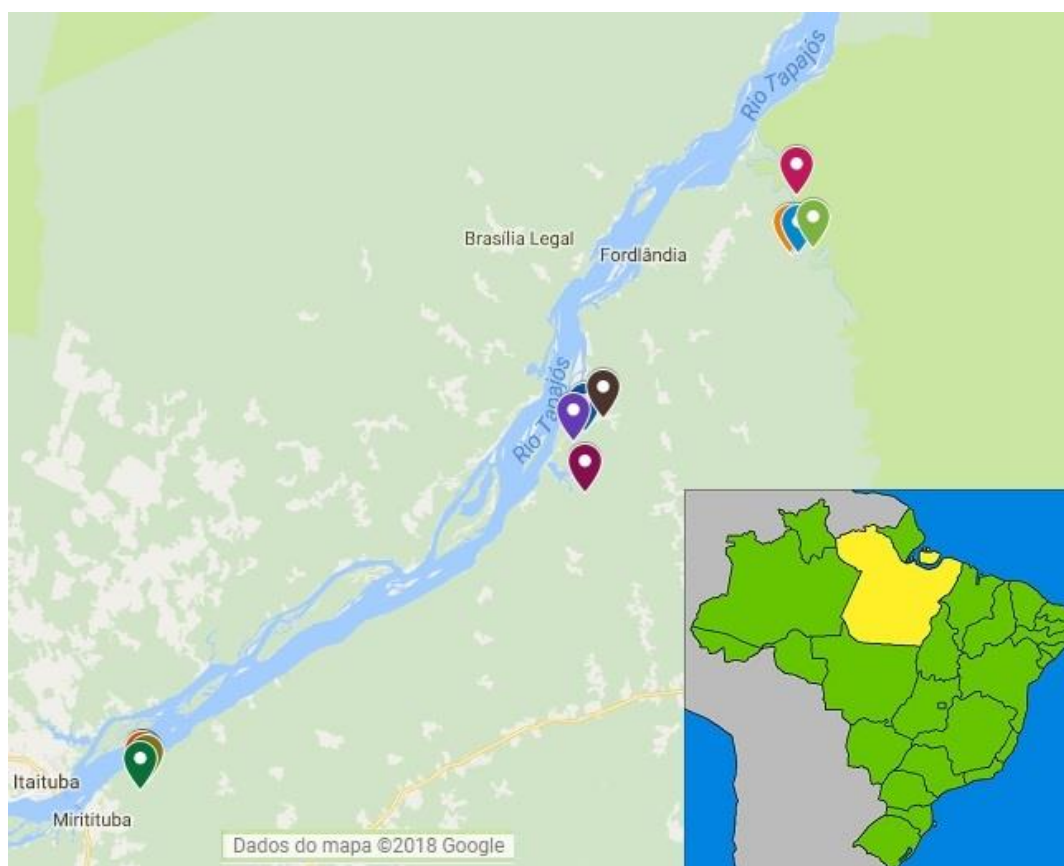 Rio Tapajós
Brasília Legal
Fordlândia
Rio Tapajós
Itaituba
Miritituba
Dados do mapa ©2018 Google